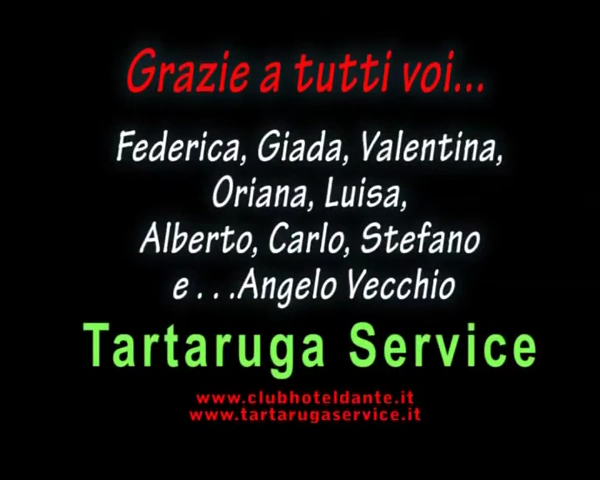 Grazie a tutti voi...
Federica, Giada, Valentina,
Oriana, Luisa,
Alberto, Carlo, Stefano
e . . .Angelo Vecchio
Tartaruga Service
www.clubhoteldante.it
www.tartarugaservice.it